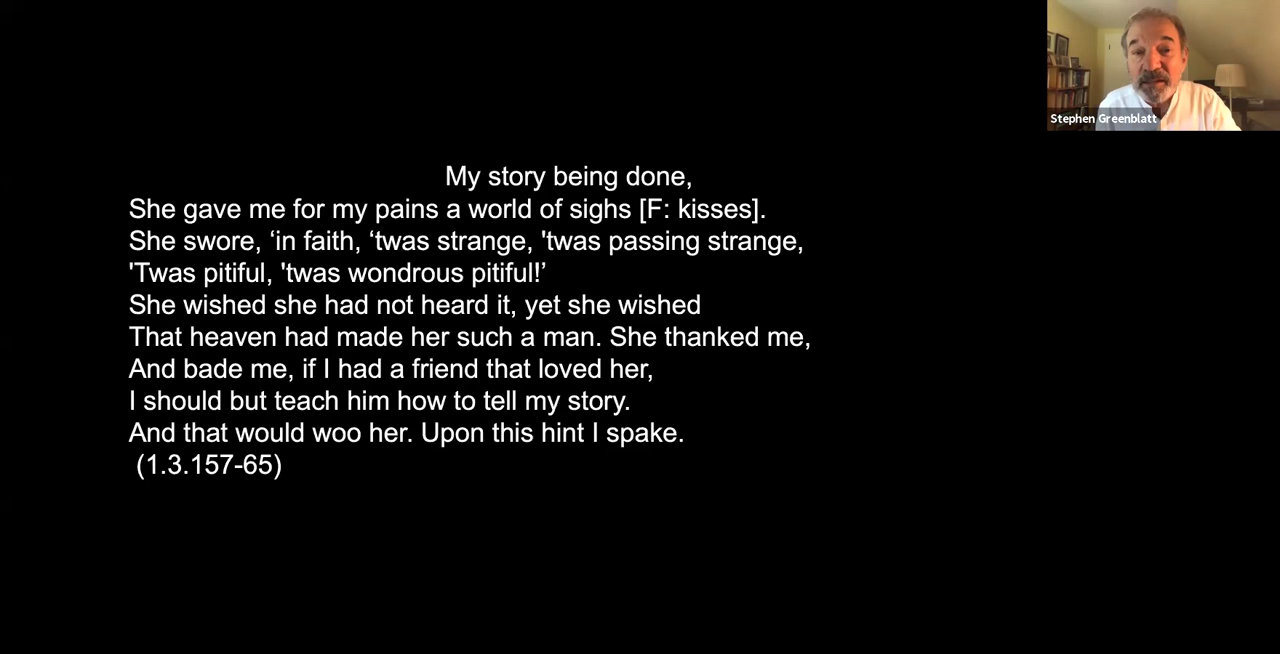 Stephen Greenblatt
My story being done,
She gave me for my pains a world of sighs [F: kisses].
She swore, ‘in faith, ‘twas strange, 'twas passing strange,
'Twas pitiful, 'twas wondrous pitiful!’
She wished she had not heard it, yet she wished
That heaven had made her such a man. She thanked me,
And bade me, if I had a friend that loved her,
I should but teach him how to tell my story.
And that would woo her. Upon this hint I spake.
(1.3.157-65)